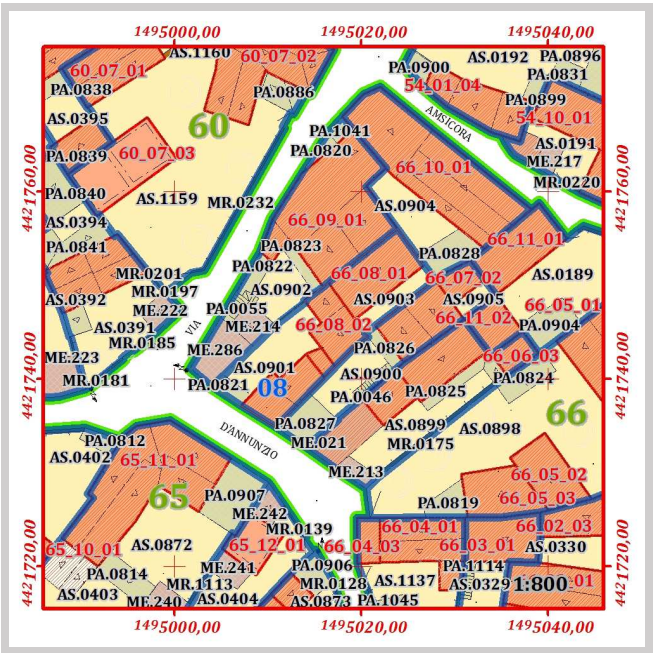 1495000,00 1495020,00 1495040,00
AS.1160 60_07_02 AS.0192 PA.0896
60_07_01 PA.0900 PA.0831
PA.0838 PA.0886 54_01_04
PA.0899
AS.0395 60 AMSICORA 54_10_01
PA.1041
PA.0839 60_07_03 PA.0820 AS.0191
66_10_01 ME.217
PA.0840 MR.0220
AS.1159 MR.0232 AS.0904
AS.0394 66_09_01
PA.0841 PA.0823 66_11_01
PA.0828
MR.0201 PA.0822 66_08_01 66_07_02 AS.0189
AS.0392 MR.0197 AS.0902 AS.0903 AS.0905
ME.222 PA.0055 66_05_01
AS.0391 VIA ME.214 66_08_02 66_11_02 PA.0904
MR.0185
ME.223 ME.286 PA.0826 66_06_03
MR.0181 AS.0901 AS.0900 PA.0824
PA.0821 08 PA.0046 PA.0825
66
PA.0827 AS.0899 AS.0898
PA.0812 D'ANNUNZIO ME.021 MR.0175
AS.0402 65_11_01 ME.213
66_05_02
65 PA.0907 PA.0819 66_05_03
ME.242
MR.0139 66_04_01 66_02_03
65_10_01 AS.0872 65_12_01 66_04_03 66_03_01 AS.0330
PA.0814 ME.241 PA.0906 PA.1114
AS.0403 MR.1113 MR.0128 AS.1137 AS.0329 1:800 01
ME.240 AS.0404 AS.0873 PA.1045
1495000,00 1495020,00 1495040,00
4421760,00
4421740,00
4421720,00
4421760,00
4421740,00
4421720,00